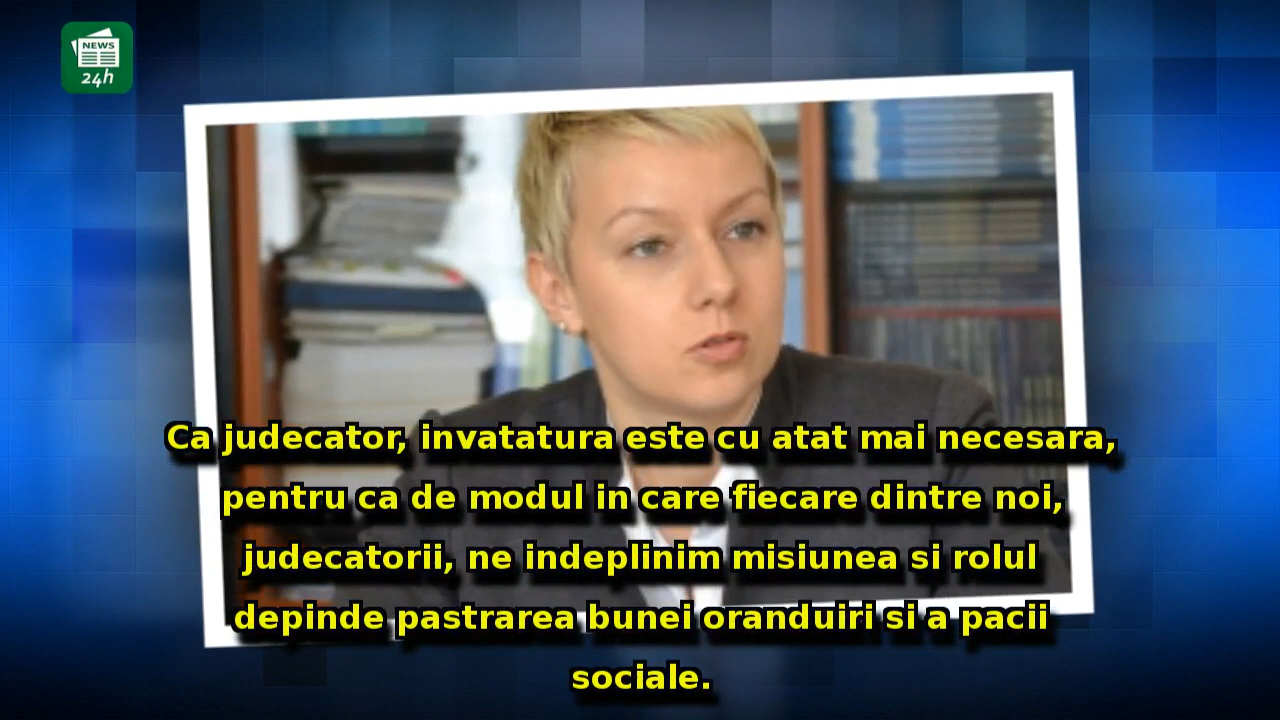 NEWS
24h
Ca judecator, invatatura este cu atat mai necesara,
pentru ca de modul in care fiecare dintre noi,
judecatorii, ne indeplinim misiunea si rolul
depinde pastrarea bunei oranduiri si a pacii
sociale.